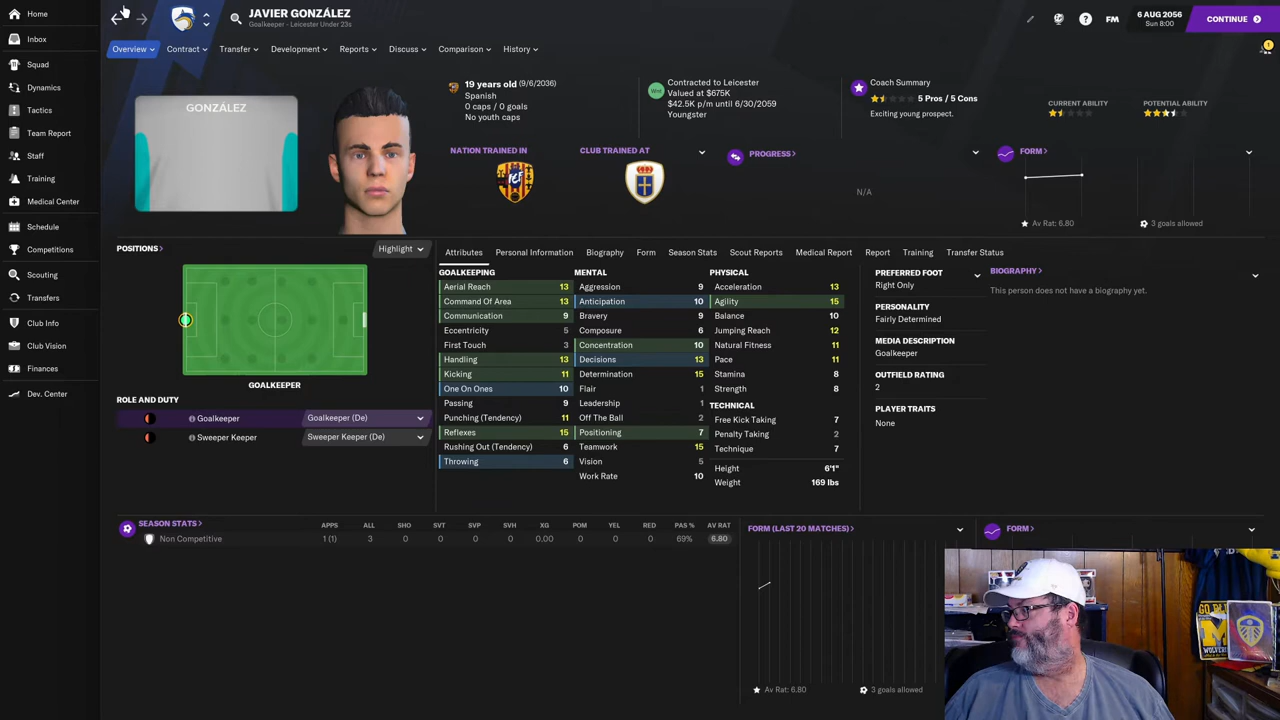 Home
Inbox
Squad
Dynamics
Tactics
Team Report
Staff
Training
Medical Center
Schedule
Competitions
Scouting
Transfers
Club Info
Club Vision
Finances
Dev. Center
JAVIER GONZÁLEZ
Goalkeeper - Leicester Under 23s
FM
6 AUG 2056
Sun 8:00
CONTINUE
Overview
Contract
Transfer
Development
Reports
Discuss
Comparison
History
GONZÁLEZ
19 years old (9/6/2036)
Spanish
0 caps / 0 goals
No youth caps
Wnt
Contracted to Leicester
Valued at $675K
$42.5K p/m until 6/30/2059
Youngster
Coach Summary
5 Pros / 5 Cons
Exciting young prospect.
CURRENT ABILITY
POTENTIAL ABILITY
NATION TRAINED IN
CLUB TRAINED AT
PROGRESS
N/A
FORM
Av Rat: 6.80
3 goals allowed
POSITIONS
Highlight
GOALKEEPER
ROLE AND DUTY
Goalkeeper
Goalkeeper (De)
Sweeper Keeper
Sweeper Keeper (De)
Attributes
Personal Information
Biography
Form
Season Stats
Scout Reports
Medical Report
Report
Training
Transfer Status
GOALKEEPING
Aerial Reach 13
Command Of Area 13
Communication 9
Eccentricity 5
First Touch 3
Handling 13
Kicking 11
One On Ones 10
Passing 9
Punching (Tendency) 11
Reflexes 15
Rushing Out (Tendency) 6
Throwing 6
MENTAL
Aggression 9
Anticipation 10
Bravery 9
Composure 6
Concentration 10
Decisions 13
Determination 15
Flair 1
Leadership 1
Off The Ball 2
Positioning 7
Teamwork 15
Vision 5
Work Rate 10
PHYSICAL
Acceleration 13
Agility 15
Balance 10
Jumping Reach 12
Natural Fitness 11
Pace 11
Stamina 8
Strength 8
TECHNICAL
Free Kick Taking 7
Penalty Taking 2
Technique 7
Height 6'1"
Weight 169 lbs
PREFERRED FOOT
Right Only
PERSONALITY
Fairly Determined
MEDIA DESCRIPTION
Goalkeeper
OUTFIELD RATING
2
PLAYER TRAITS
None
BIOGRAPHY
This person does not have a biography yet.
SEASON STATS
APPS ALL SHO SVT SVP SVH XG POM YEL RED PAS % AV RAT
Non Competitive 1 (1) 3 0 0 0 0 0.00 0 0 0 69% 6.80
FORM (LAST 20 MATCHES)
Av Rat: 6.80
3 goals allowed
FORM
GO BLUE
M
WOLVERINES